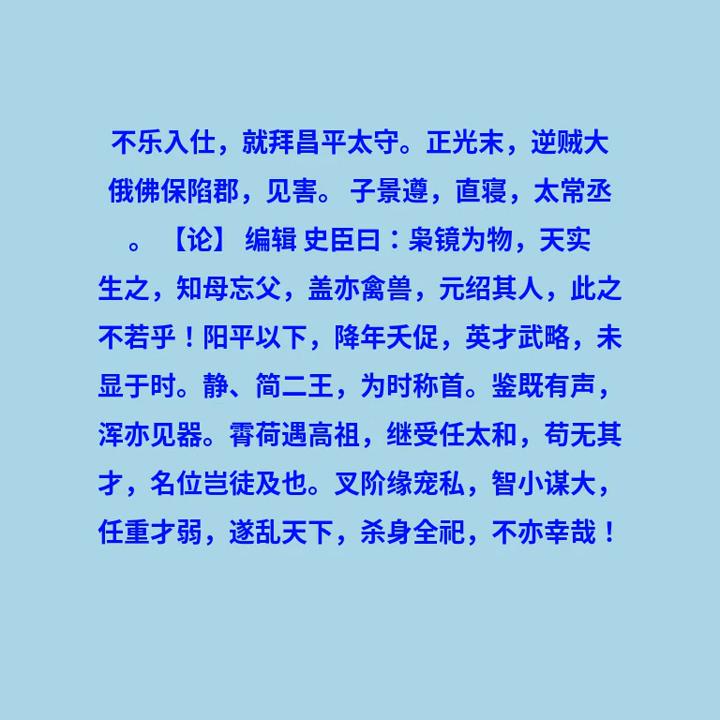 不乐入仕，就拜昌平太守。正光末，逆贼大
俄佛保陷郡，见害。 子景遵，直寝，太常丞
。 【论】 编辑 史臣曰：枭镜为物，天实
生之，知母忘父，盖亦禽兽，元绍其人，此之
不若乎！阳平以下，降年夭促，英才武略，未
显于时。静、简二王，为时称首。鉴既有声，
浑亦见器。霄荷遇高祖，继受任太和，苟无其
才，名位岂徒及也。叉阶缘宠私，智小谋大，
任重才弱，遂乱天下，杀身全祀，不亦幸哉！